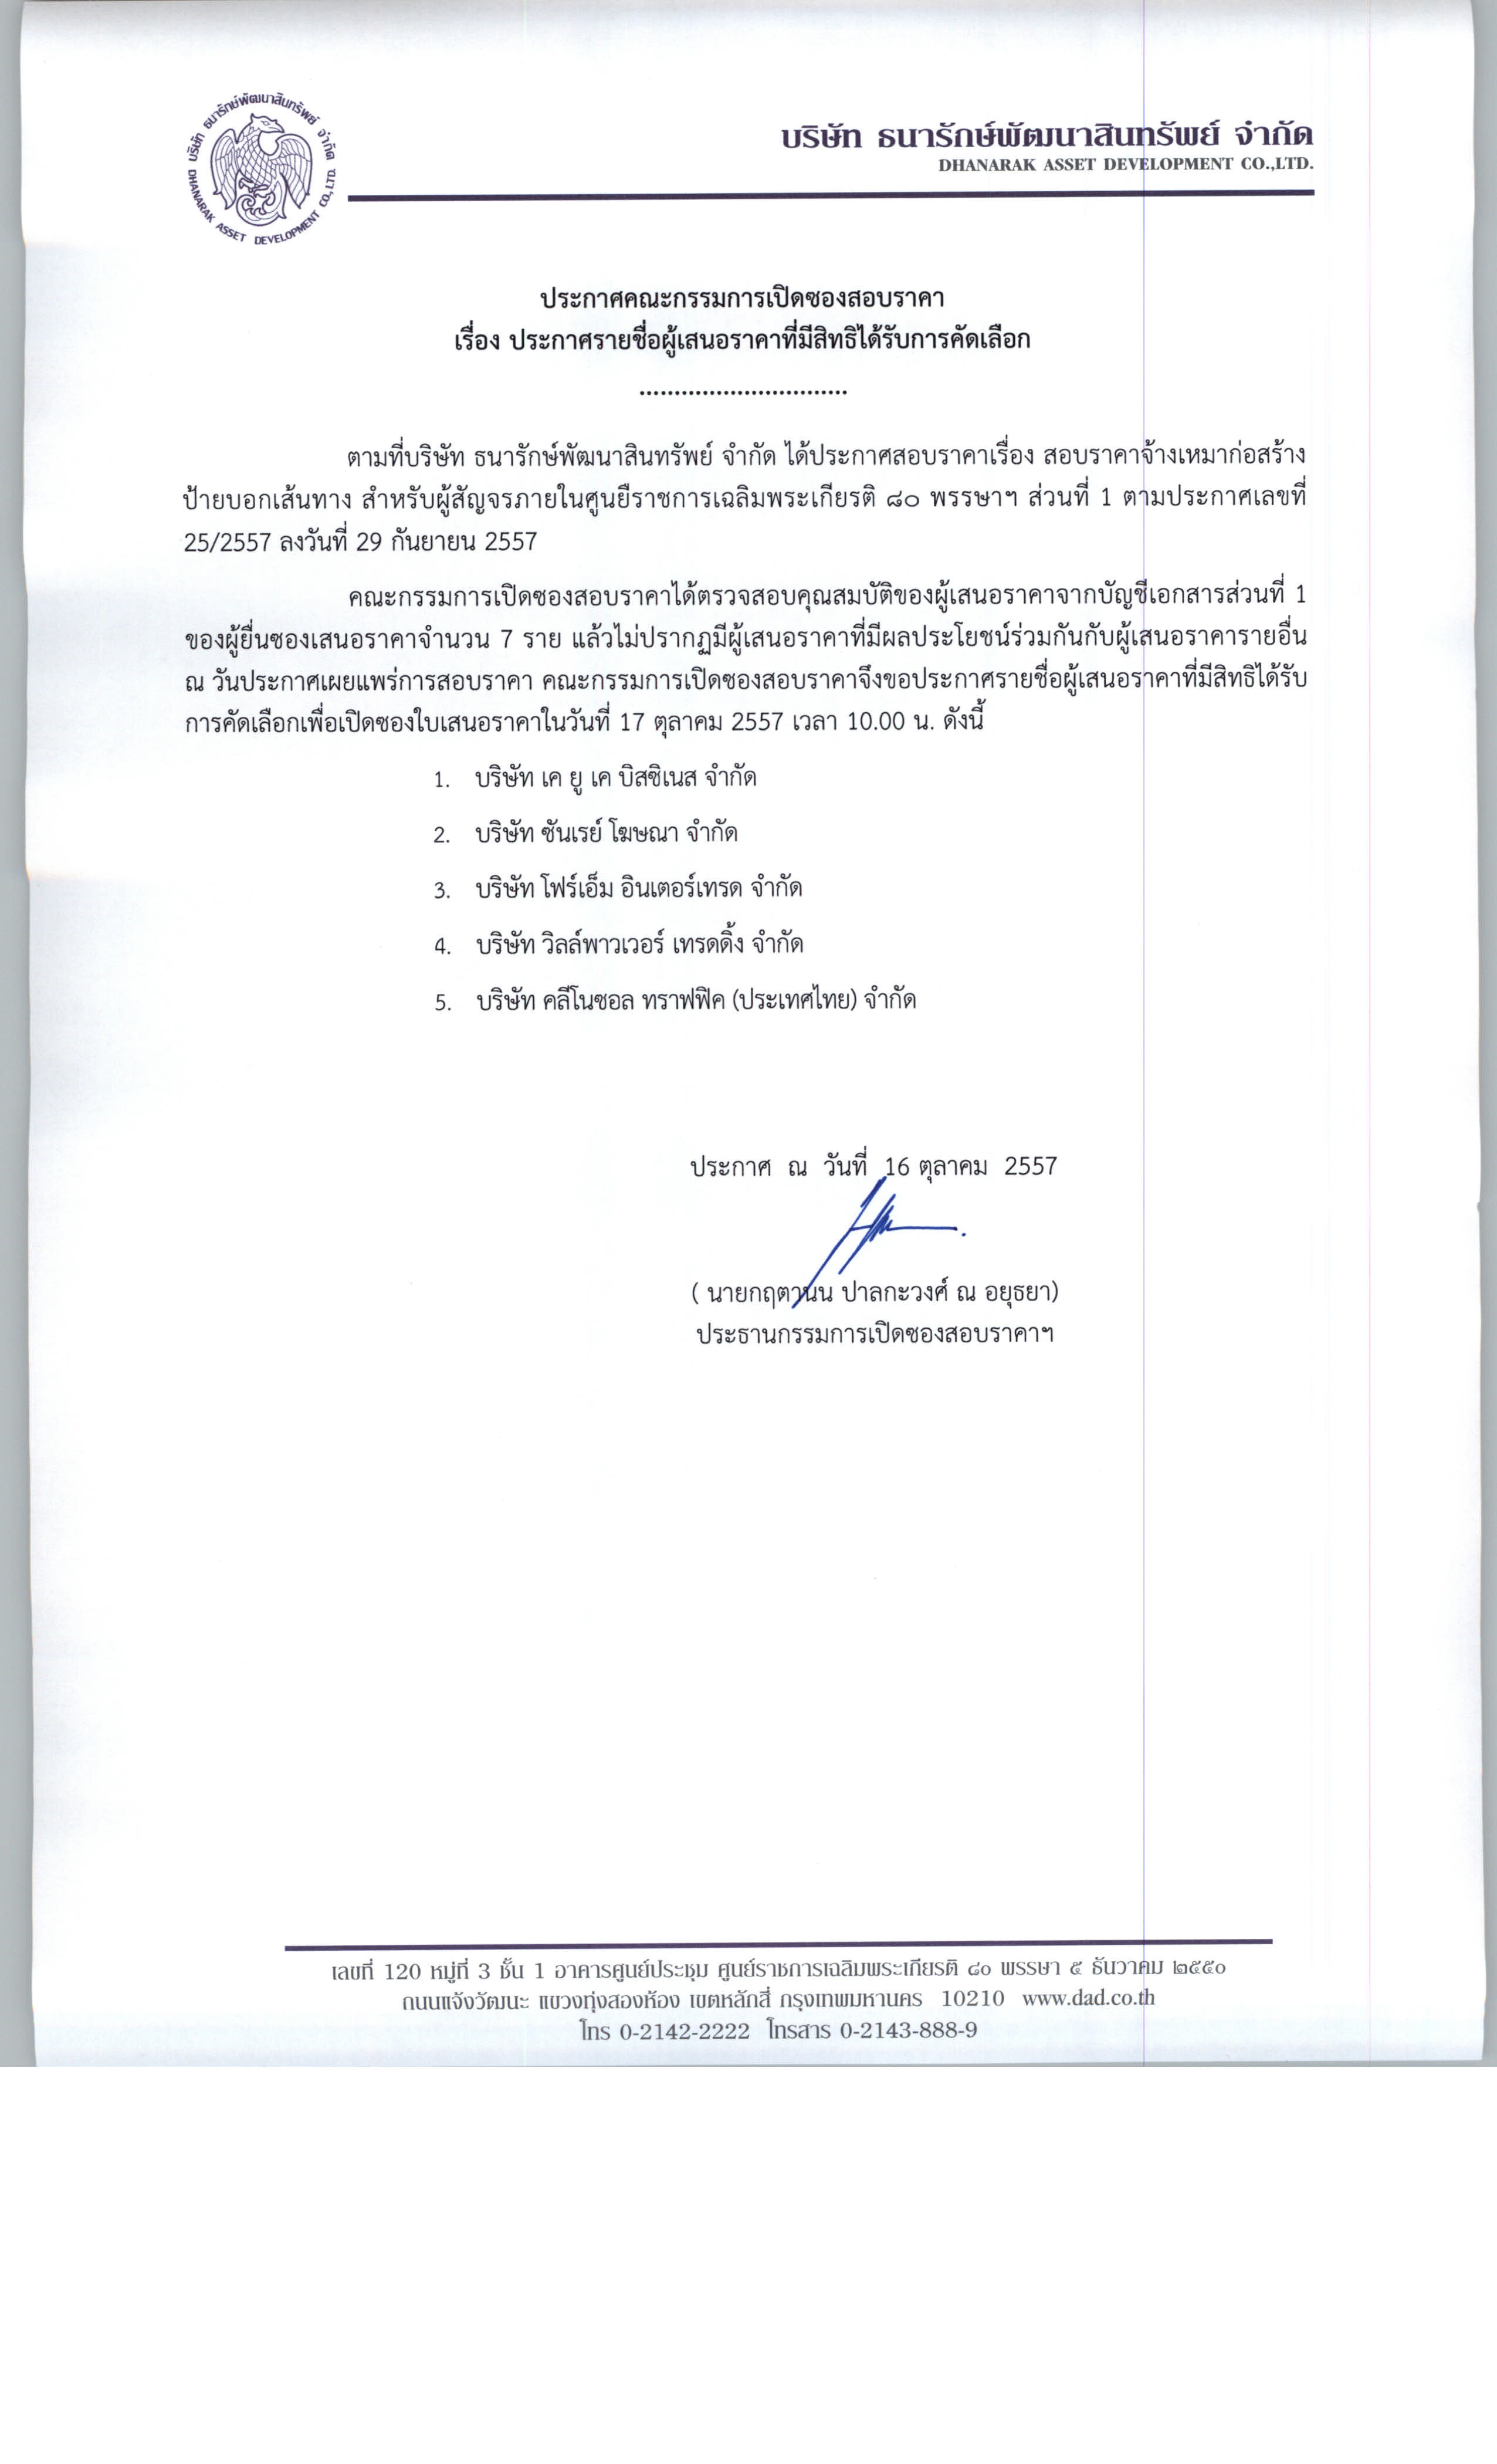 บริษัท ธนารักษ์พัฒนาสินทรัพย์ จำกัด
DHANARAK ASSET DEVELOPMENT CO., LTD.
บริษัท ธนารักษ์พัฒนาสินทรัพย์ จำกัด
DHANARAK ASSET DEVELOPMENT CO.,LTD.
ประกาศคณะกรรมการเปิดซองสอบราคา
เรื่อง ประกาศรายชื่อผู้เสนอราคาที่มีสิทธิได้รับการคัดเลือก
..............................
ตามที่บริษัท ธนารักษ์พัฒนาสินทรัพย์ จำกัด ได้ประกาศสอบราคาเรื่อง สอบราคาจ้างเหมาก่อสร้าง
ป้ายบอกเส้นทาง สำหรับผู้สัญจรภายในศูนยืราชการเฉลิมพระเกียรติ ๘๐ พรรษาฯ ส่วนที่ 1 ตามประกาศเลขที่
25/2557 ลงวันที่ 29 กันยายน 2557
คณะกรรมการเปิดซองสอบราคาได้ตรวจสอบคุณสมบัติของผู้เสนอราคาจากบัญชีเอกสารส่วนที่ 1
ของผู้ยื่นซองเสนอราคาจำนวน 7 ราย แล้วไม่ปรากฏมีผู้เสนอราคาที่มีผลประโยชน์ร่วมกันกับผู้เสนอราคารายอื่น
ณ วันประกาศเผยแพร่การสอบราคา คณะกรรมการเปิดซองสอบราคาจึงขอประกาศรายชื่อผู้เสนอราคาที่มีสิทธิได้รับ
การคัดเลือกเพื่อเปิดซองใบเสนอราคาในวันที่ 17 ตุลาคม 2557 เวลา 10.00 น. ดังนี้
1. บริษัท เค ยู เค บิสซิเนส จำกัด
2. บริษัท ซันเรย์ โฆษณา จำกัด
3. บริษัท โฟร์เอ็ม อินเตอร์เทรด จำกัด
4. บริษัท วิลล์พาวเวอร์ เทรดดิ้ง จำกัด
5. บริษัท คลีโนซอล ทราฟฟิค (ประเทศไทย) จำกัด
ประกาศ ณ วันที่ 16 ตุลาคม 2557
( นายกฤตานน ปาลกะวงศ์ ณ อยุธยา)
ประธานกรรมการเปิดซองสอบราคาฯ
เลขที่ 120 หมู่ที่ 3 ชั้น 1 อาคารศูนย์ประชุม ศูนย์ราชการเฉลิมพระเกียรติ ๘๐ พรรษา ๕ ธันวาคม ๒๕๕๐
ถนนแจ้งวัฒนะ แขวงทุ่งสองห้อง เขตหลักสี่ กรุงเทพมหานคร 10210 www.dad.co.th
โทร 0-2142-2222 โทรสาร 0-2143-888-9